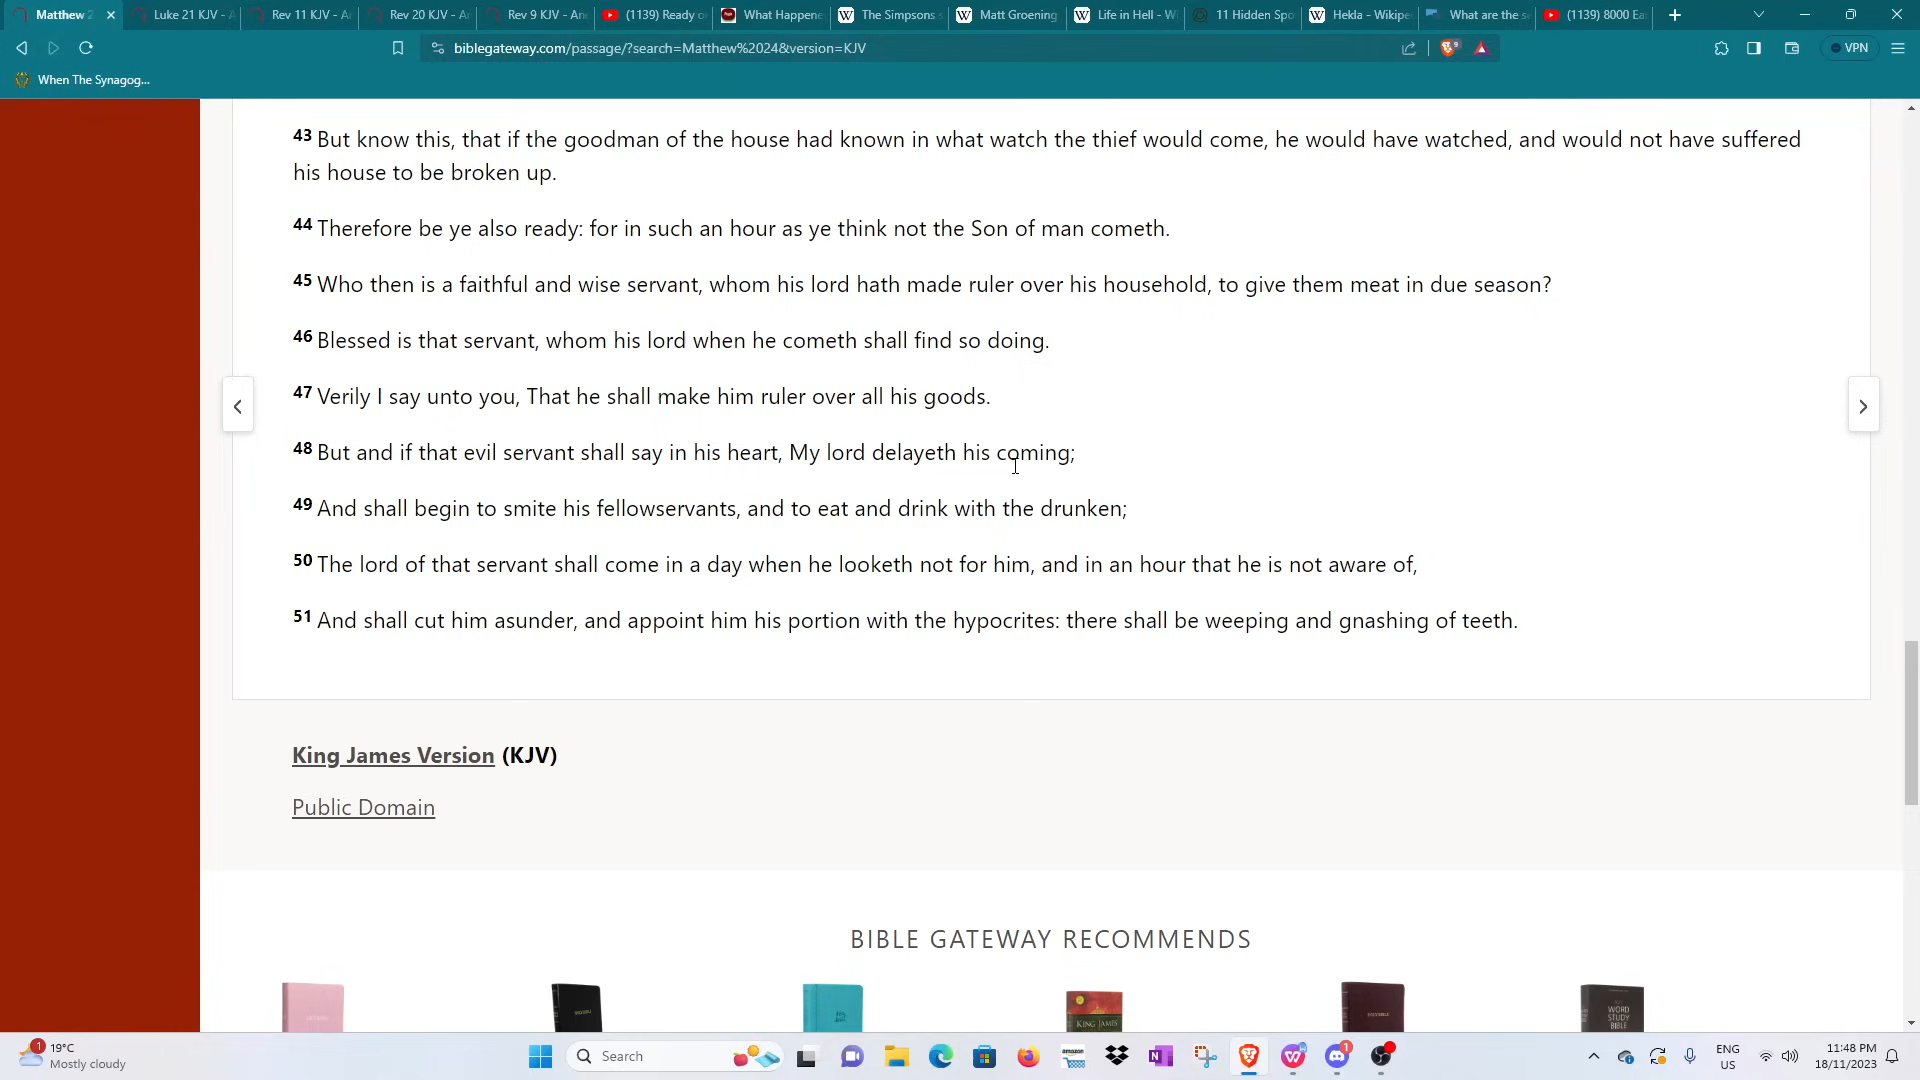 Matthew 2
Luke 21 KJV - A
Rev 11 KJV - A
Rev 20 KJV - A
Rev 9 KJV - Am
(1139) Ready o
What Happene
The Simpsons s
Matt Groening
Life in Hell - W
11 Hidden Spo
Hekla - Wikipe
What are the s
(1139) 8000 Ea
biblegateway.com/passage/?search=Matthew%2024&version=KJV
9
VPN
When The Synagog...
43 But know this, that if the goodman of the house had known in what watch the thief would come, he would have watched, and would not have suffered
his house to be broken up.
44 Therefore be ye also ready: for in such an hour as ye think not the Son of man cometh.
45 Who then is a faithful and wise servant, whom his lord hath made ruler over his household, to give them meat in due season?
46 Blessed is that servant, whom his lord when he cometh shall find so doing.
47 Verily I say unto you, That he shall make him ruler over all his goods.
48 But and if that evil servant shall say in his heart, My lord delayeth his coming;
49 And shall begin to smite his fellowservants, and to eat and drink with the drunken;
50 The lord of that servant shall come in a day when he looketh not for him, and in an hour that he is not aware of,
51 And shall cut him asunder, and appoint him his portion with the hypocrites: there shall be weeping and gnashing of teeth.
King James Version (KJV)
Public Domain
BIBLE GATEWAY RECOMMENDS
KING JAMES
WORD
STUDY
BIBLE
1
19°C
Mostly cloudy
Search
amazon
1
ENG
US
11:48 PM
18/11/2023